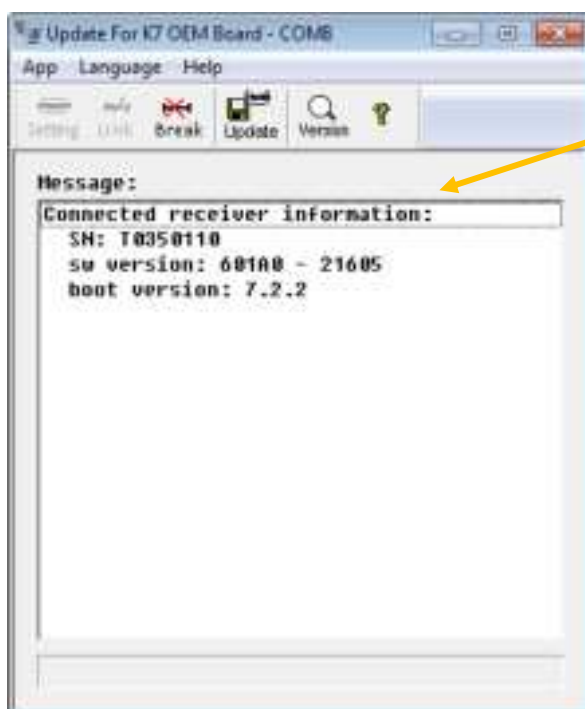 Update For K7 OEM Board - COM8
App Language Help
Setting Link Break Update Version
Message:
Connected receiver information:
SN: T0350110
sw version: 601A0 - 21605
boot version: 7.2.2